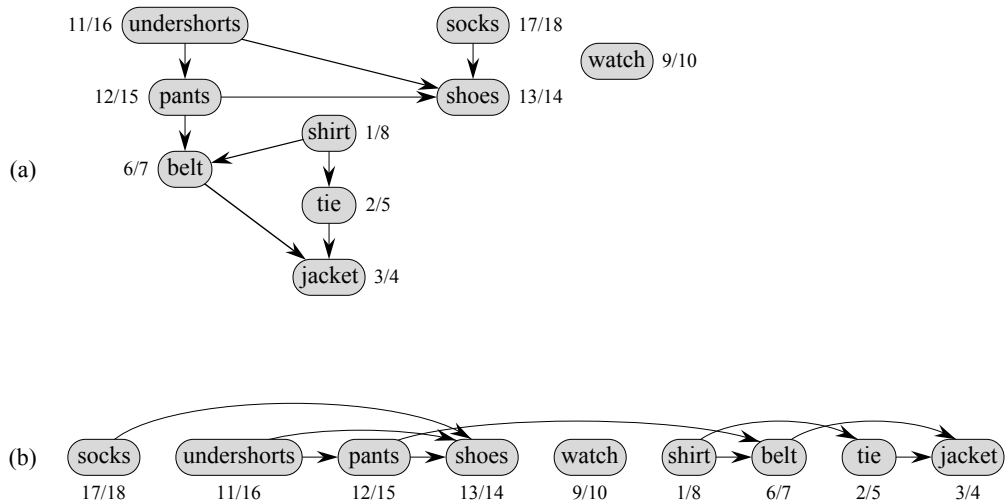 11/16 undershorts socks 17/18
watch 9/10
12/15 pants shoes 13/14
shirt 1/8
(a) 6/7 belt
tie 2/5
jacket 3/4
(b) socks undershorts pants shoes watch shirt belt tie jacket
17/18 11/16 12/15 13/14 9/10 1/8 6/7 2/5 3/4